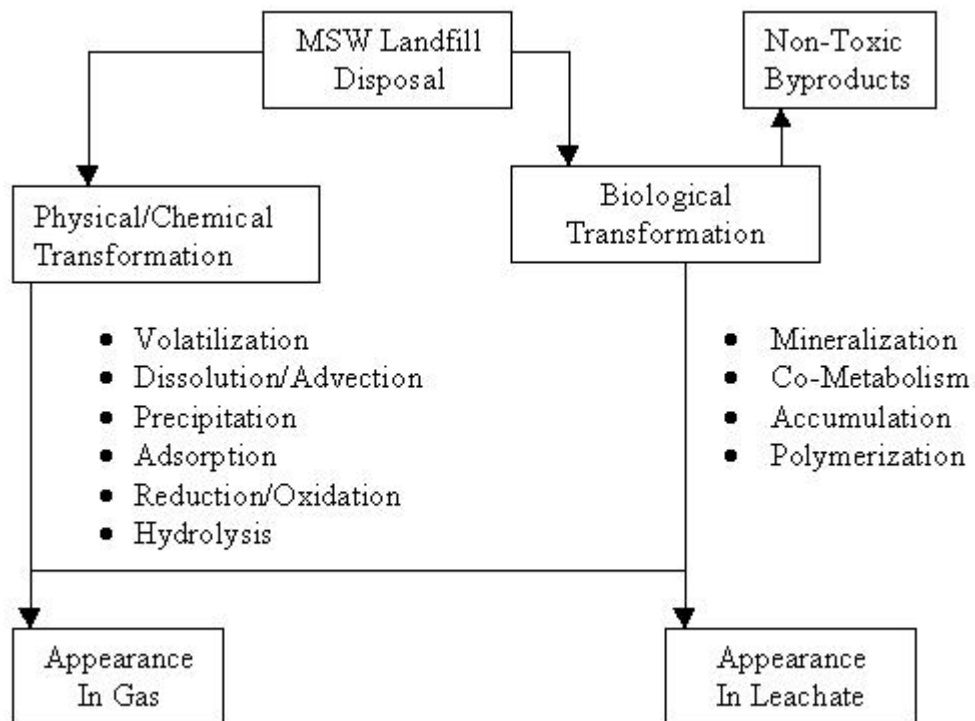 MSW Landfill
Disposal
Non-Toxic
Byproducts
Physical/Chemical
Transformation
Biological
Transformation
● Volatilization
● Dissolution/Advection
● Precipitation
● Adsorption
● Reduction/Oxidation
● Hydrolysis
● Mineralization
● Co-Metabolism
● Accumulation
● Polymerization
Appearance
In Gas
Appearance
In Leachate